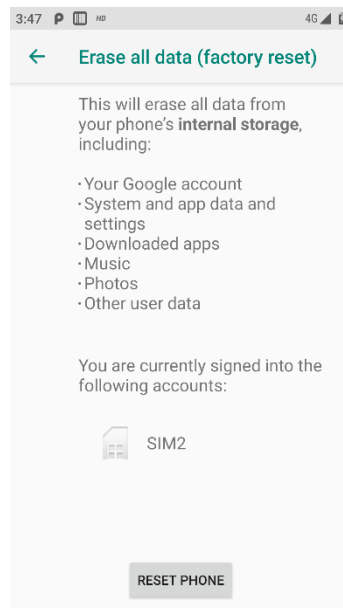 3:47 P HD 4G
Erase all data (factory reset)
This will erase all data from
your phone's internal storage,
including:
·Your Google account
·System and app data and
settings
·Downloaded apps
·Music
·Photos
·Other user data
You are currently signed into the
following accounts:
SIM2
RESET PHONE